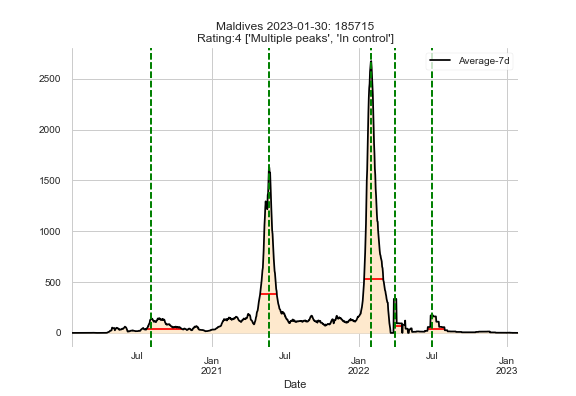 Maldives 2023-01-30: 185715
Rating:4 ['Multiple peaks', 'In control']
Average-7d
2500
2000
1500
1000
500
0
Jul Jan Jul Jan Jul Jan
2021 2022 2023
Date